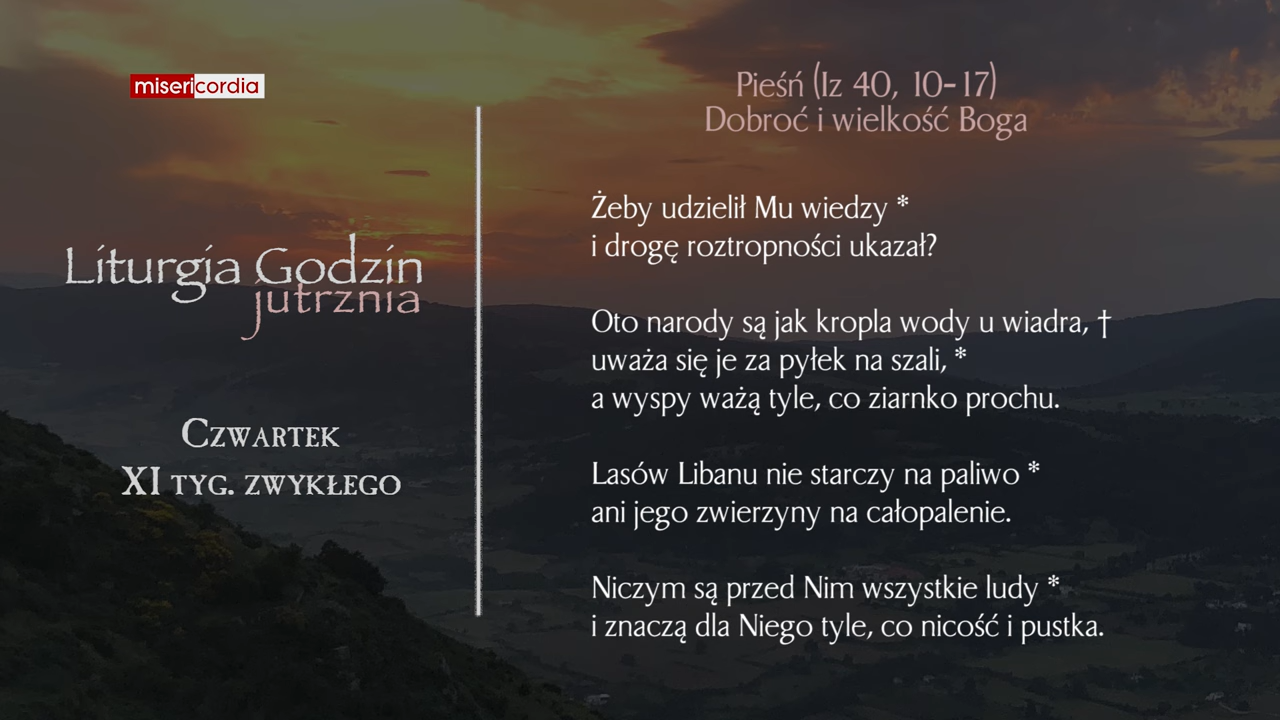 misericordia
Liturgia Godzin
jutrznia
Czwartek
XI tyg. zwykłego
Pieśń (Iz 40, 10-17)
Dobroć i wielkość Boga
Żeby udzielił Mu wiedzy *
i drogę roztropności ukazał?
Oto narody są jak kropla wody u wiadra, †
uważa się je za pyłek na szali, *
a wyspy ważą tyle, co ziarnko prochu.
Lasów Libanu nie starczy na paliwo *
ani jego zwierzyny na całopalenie.
Niczym są przed Nim wszystkie ludy *
i znaczą dla Niego tyle, co nicość i pustka.